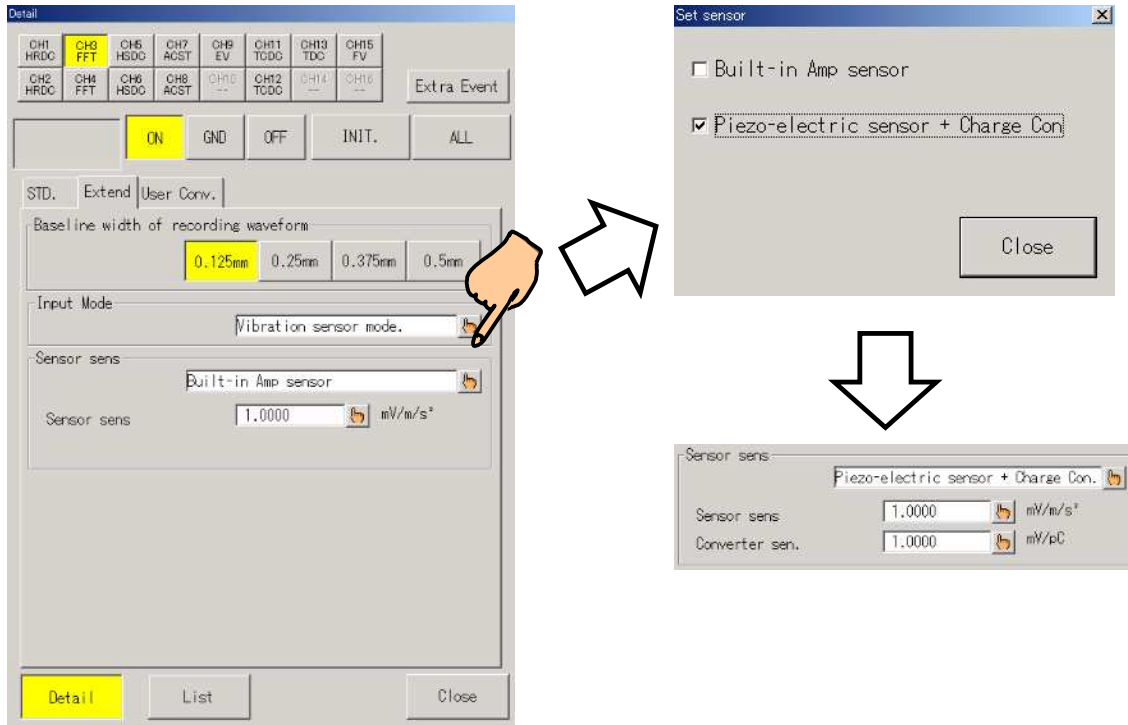 Detail
CH1 HRDC CH3 FFT CH5 HSDC CH7 ACST CH9 EV CH11 TCDC CH13 TDC CH15 FV
CH2 HRDC CH4 FFT CH6 HSDC CH8 ACST CH10 -- CH12 TCDC CH14 -- CH16 --
Extra Event
ON GND OFF INIT. ALL
STD. Extend User Conv.
Baseline width of recording waveform
0.125mm 0.25mm 0.375mm 0.5mm
Input Mode
Vibration sensor mode.
Sensor sens
Built-in Amp sensor
Sensor sens 1.0000 mV/m/s²
Detail List Close
Set sensor
Built-in Amp sensor
Piezo-electric sensor + Charge Con
Close
Sensor sens
Piezo-electric sensor + Charge Con.
Sensor sens 1.0000 mV/m/s²
Converter sen. 1.0000 mV/pC